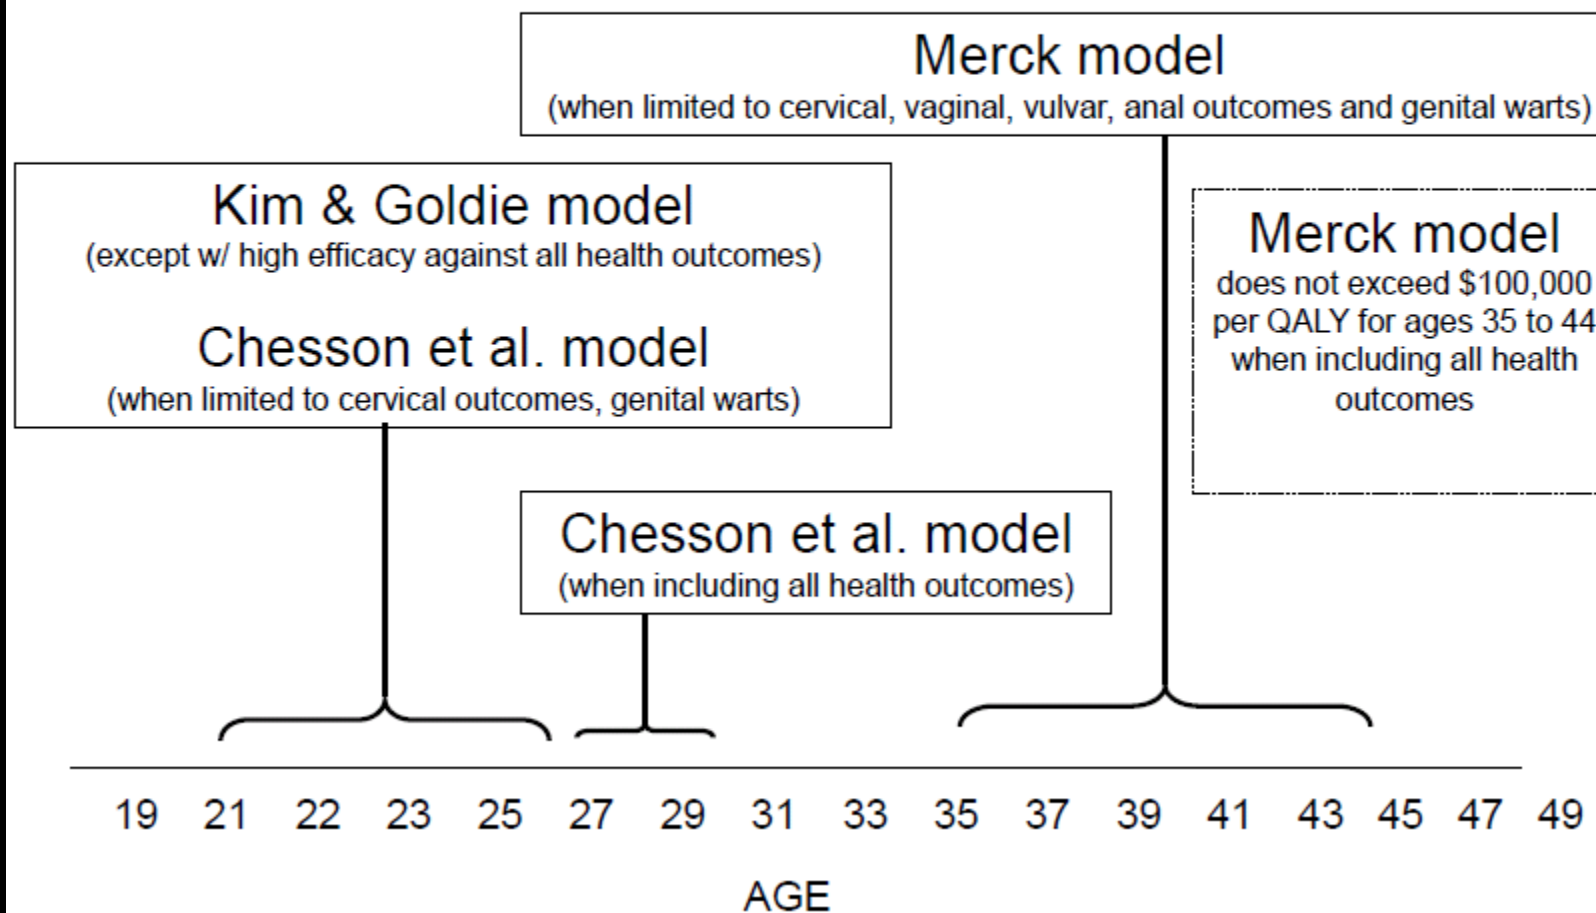 Merck model
(when limited to cervical, vaginal, vulvar, anal outcomes and genital warts)
Kim & Goldie model
(except w/ high efficacy against all health outcomes)
Chesson et al. model
(when limited to cervical outcomes, genital warts)
Merck model
does not exceed $100,000
per QALY for ages 35 to 44
when including all health
outcomes
Chesson et al. model
(when including all health outcomes)
19 21 22 23 25 27 29 31 33 35 37 39 41 43 45 47 49
AGE